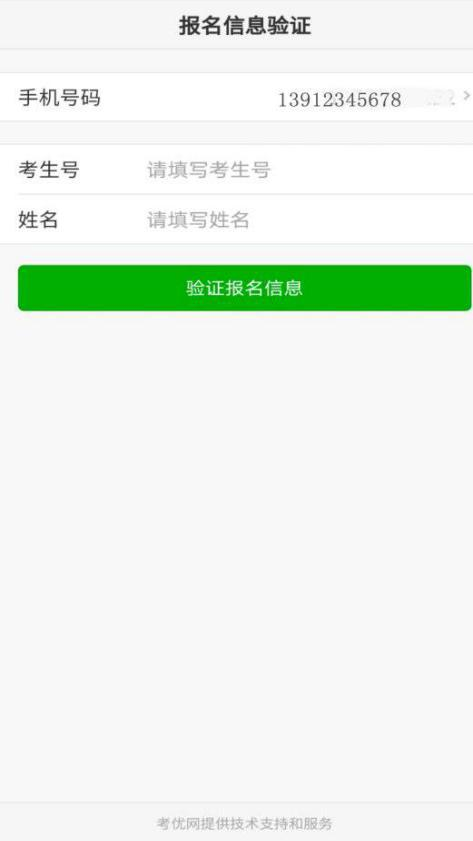 报名信息验证
手机号码 13912345678
考生号 请填写考生号
姓名 请填写姓名
验证报名信息
考优网提供技术支持和服务